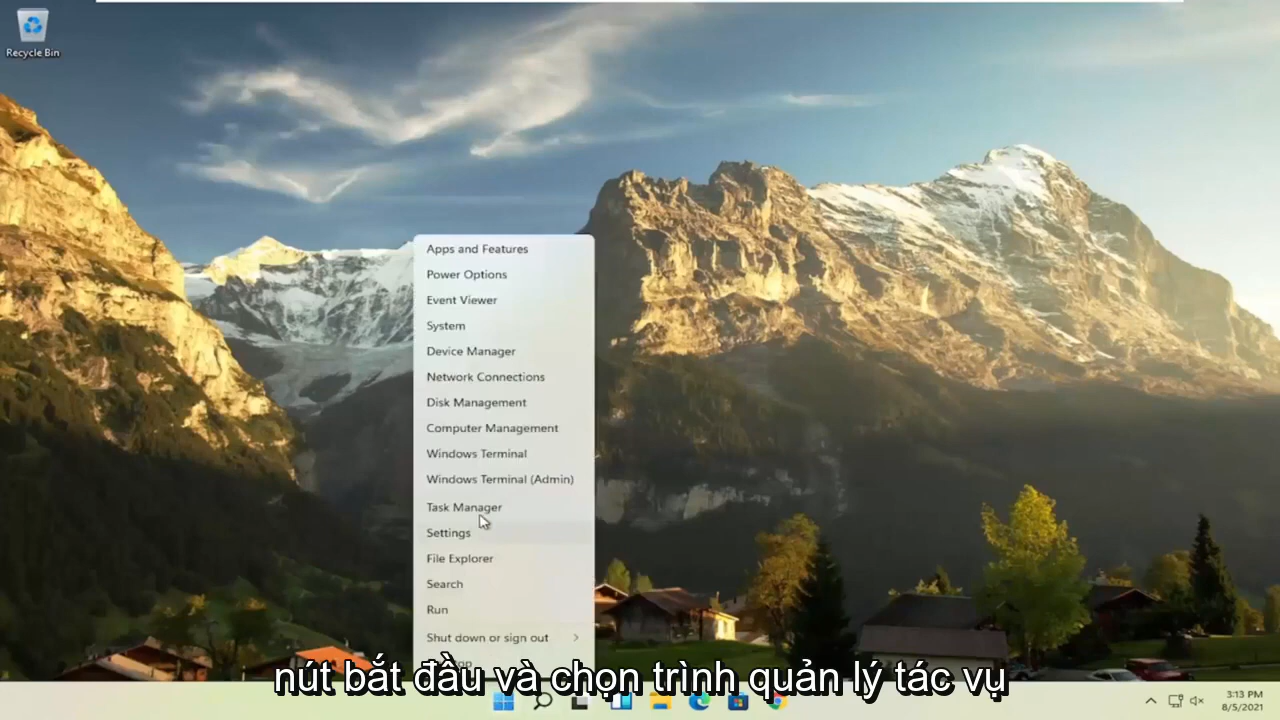 Recycle Bin
Apps and Features
Power Options
Event Viewer
System
Device Manager
Network Connections
Disk Management
Computer Management
Windows Terminal
Windows Terminal (Admin)
Task Manager
Settings
File Explorer
Search
Run
Shut down or sign out
nút bắt đầu và chọn trình quản lý tác vụ
3:13 PM
8/5/2021